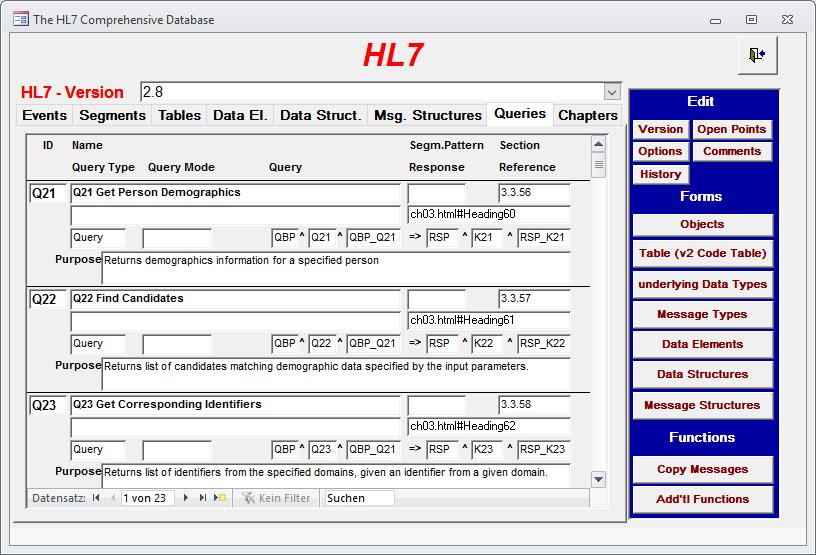 The HL7 Comprehensive Database
HL7
HL7 - Version 2.8
Events Segments Tables Data El. Data Struct. Msg. Structures Queries Chapters
ID Name Segm.Pattern Section
Query Type Query Mode Query Response Reference
Q21 Q21 Get Person Demographics 3.3.56
ch03.html#Heading60
Query QBP ^ Q21 ^ QBP_Q21 => RSP ^ K21 ^ RSP_K21
Purpose Returns demographics information for a specified person
Q22 Q22 Find Candidates 3.3.57
ch03.html#Heading61
Query QBP ^ Q22 ^ QBP_Q21 => RSP ^ K22 ^ RSP_K22
Purpose Returns list of candidates matching demographic data specified by the input parameters.
Q23 Q23 Get Corresponding Identifiers 3.3.58
ch03.html#Heading62
Query QBP ^ Q23 ^ QBP_Q21 => RSP ^ K23 ^ RSP_K23
Purpose Returns list of identifiers from the specified domains, given an identifier from a given domain.
Datensatz: 1 von 23 Kein Filter Suchen
Edit
Version Open Points
Options Comments
History
Forms
Objects
Table (v2 Code Table)
underlying Data Types
Message Types
Data Elements
Data Structures
Message Structures
Functions
Copy Messages
Add'tl Functions